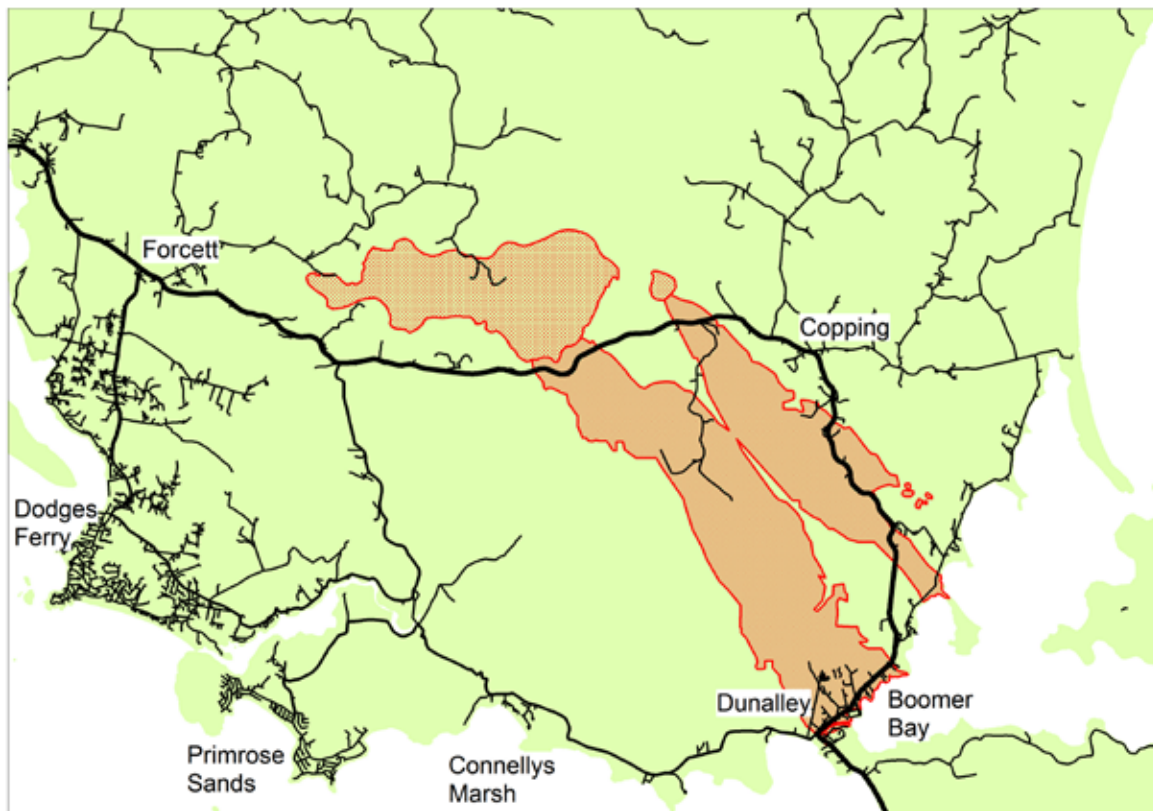 Forcett
Copping
Dodges
Ferry
Dunalley
Boomer
Bay
Primrose
Sands
Connellys
Marsh